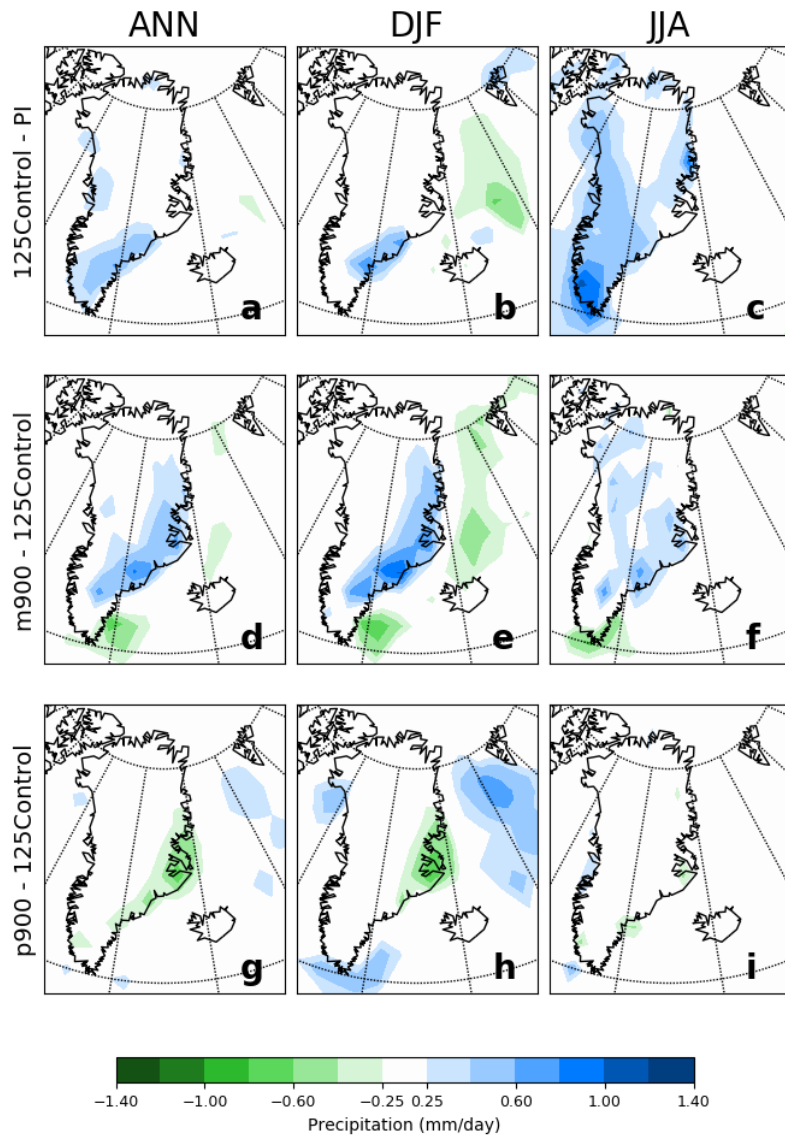 ANN DJF JJA
125Control - PI
a b c
m900 - 125Control
d e f
p900 - 125Control
g h i
−1.40 −1.00 −0.60 −0.25 0.25 0.60 1.00 1.40
Precipitation (mm/day)